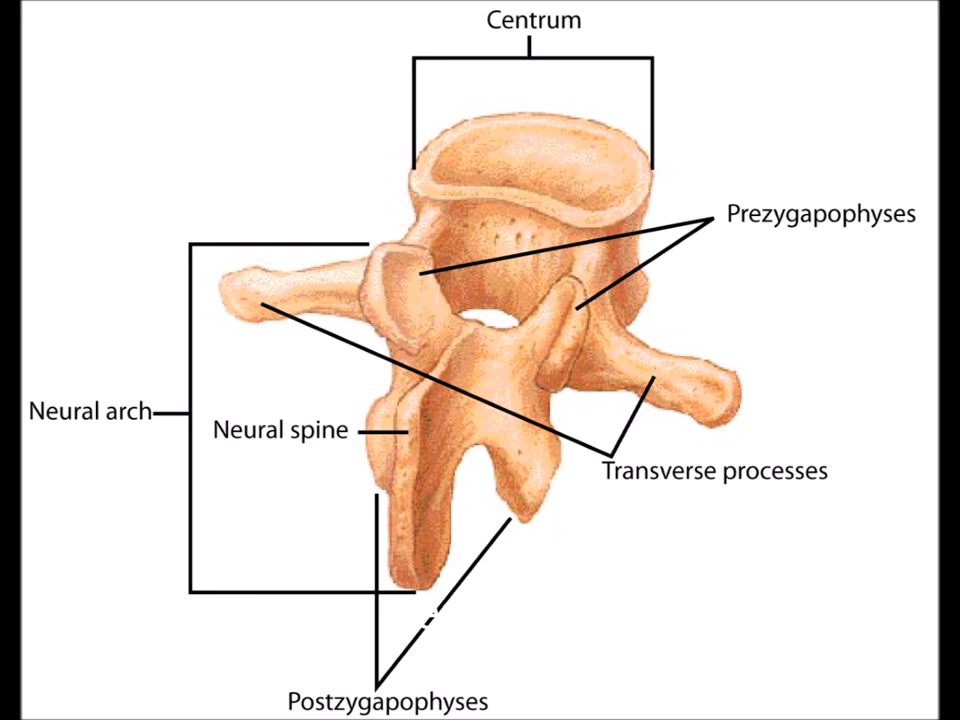 Centrum
Prezygapophyses
Neural arch
Neural spine
Transverse processes
Postzygapophyses